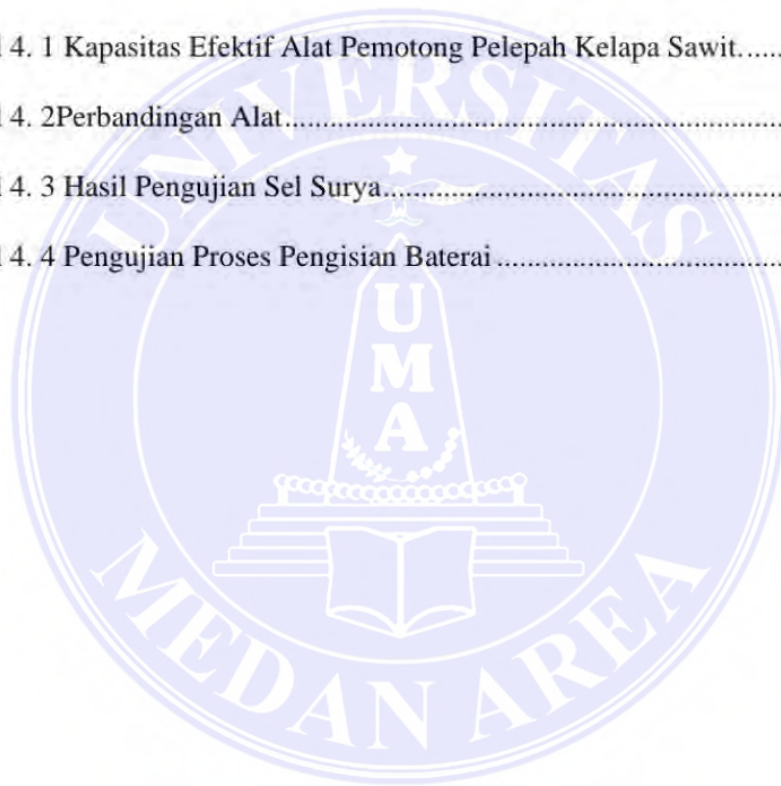 l 4. 1 Kapasitas Efektif Alat Pemotong Pelepah Kelapa Sawit.......
l 4. 2Perbandingan Alat.................................................................
l 4. 3 Hasil Pengujian Sel Surya.....................................................
l 4. 4 Pengujian Proses Pengisian Baterai ......................................
UNIVERSITAS
UMA
MEDAN AREA